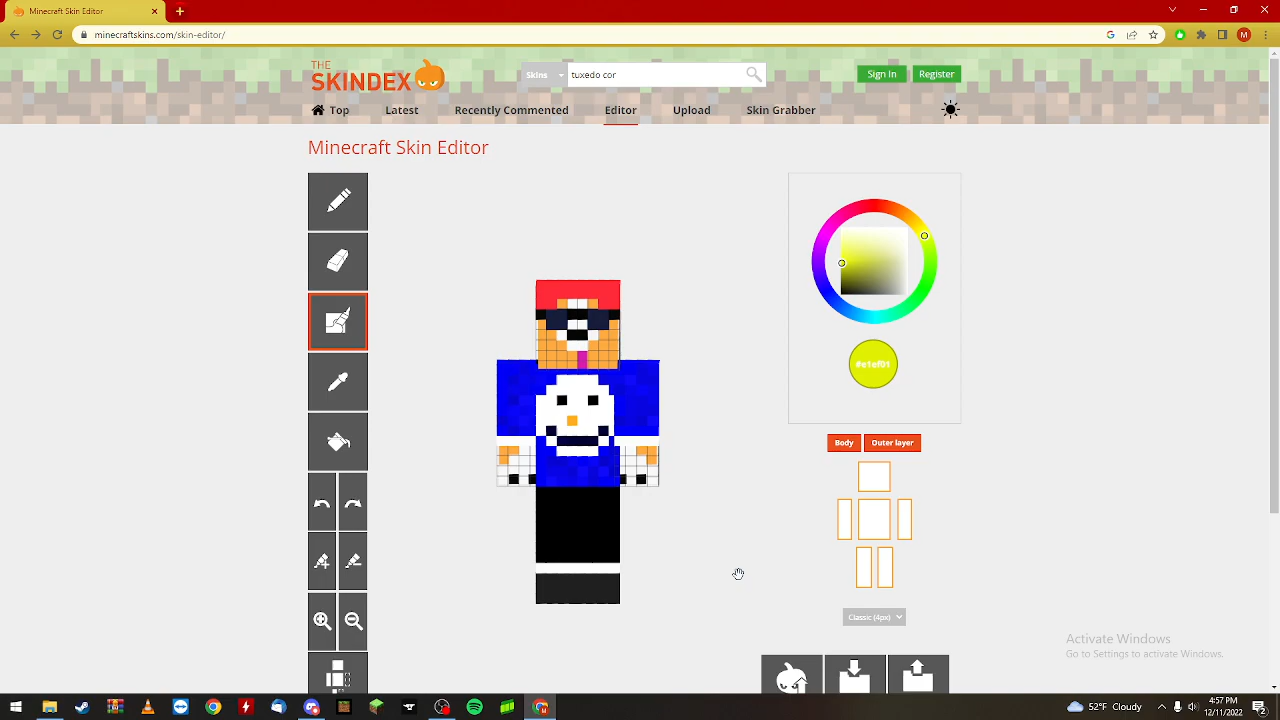 Minecraft Skin Editor
minecraftskins.com/skin-editor/
G
M
THE
SKINDEX
Skins
tuxedo cor
Sign In
Register
Top
Latest
Recently Commented
Editor
Upload
Skin Grabber
Minecraft Skin Editor
#e1ef01
Body
Outer layer
Classic (4px)
Activate Windows
Go to Settings to activate Windows.
52°F Cloudy
4:57 PM
12/11/2022